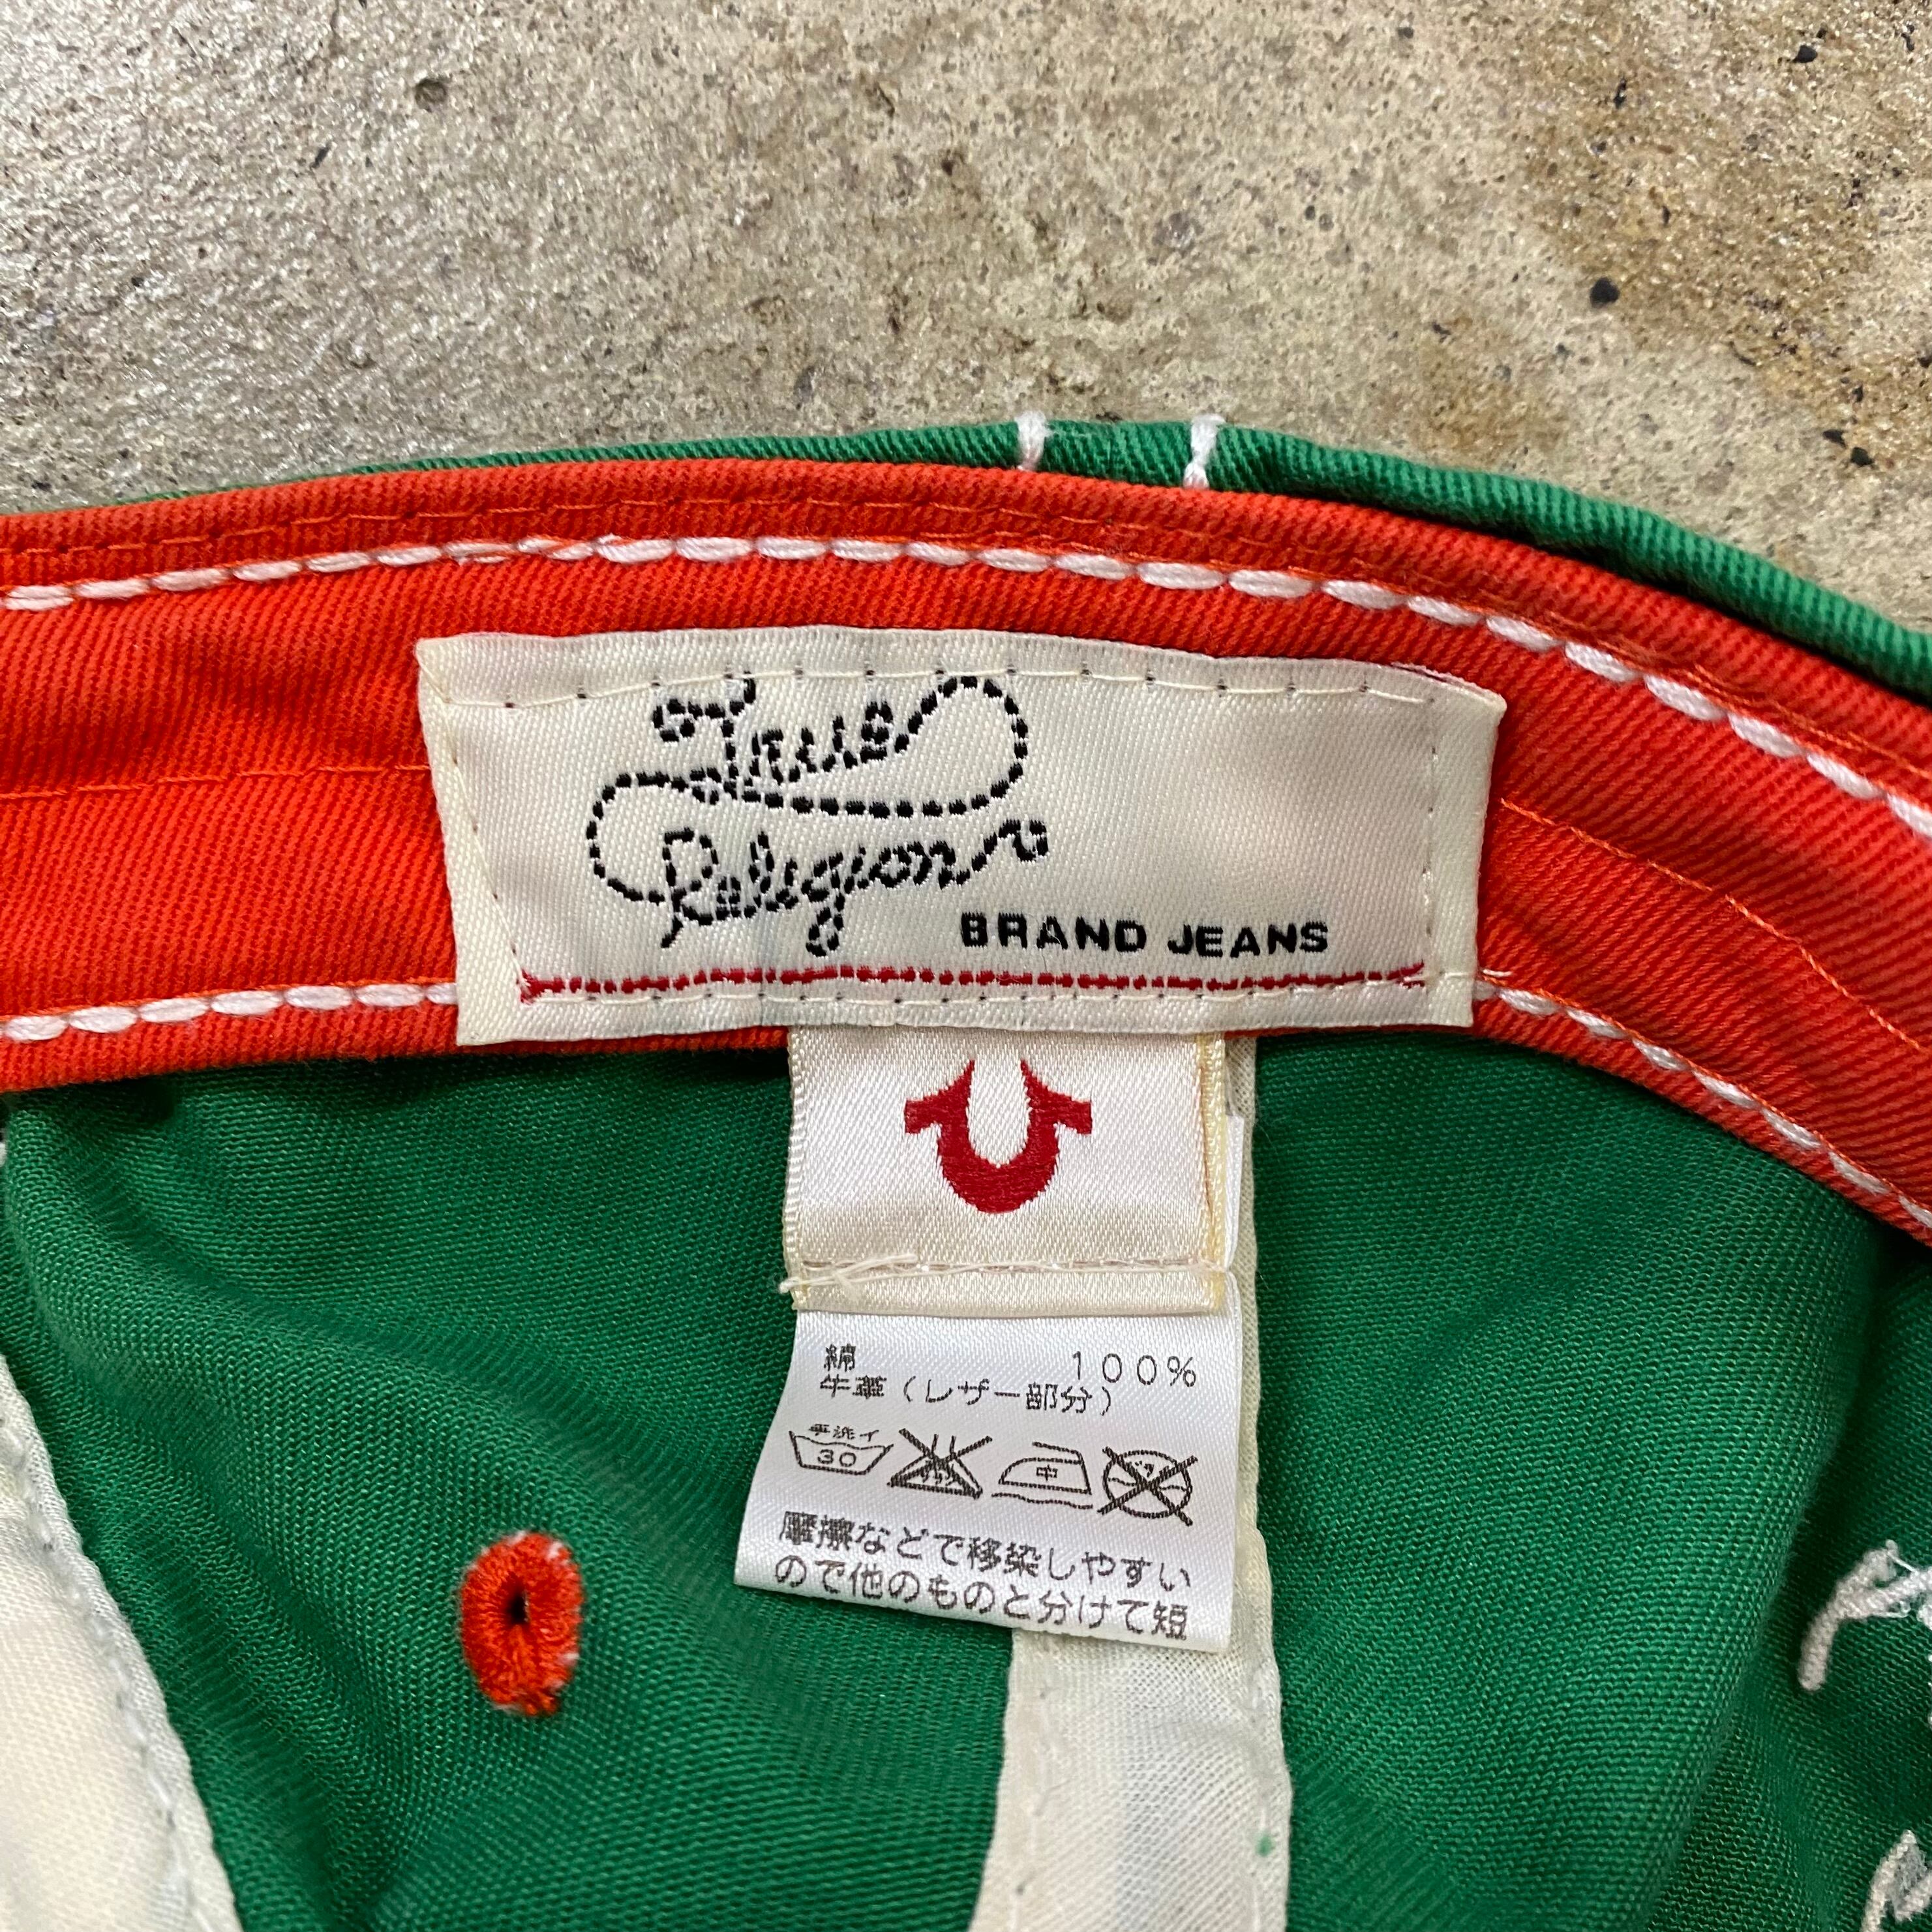 True
Religion
BRAND JEANS
綿 100%
牛革（レザー部分）
手洗イ
30
中
摩擦などで移染しやすい
ので他のものと分けて短